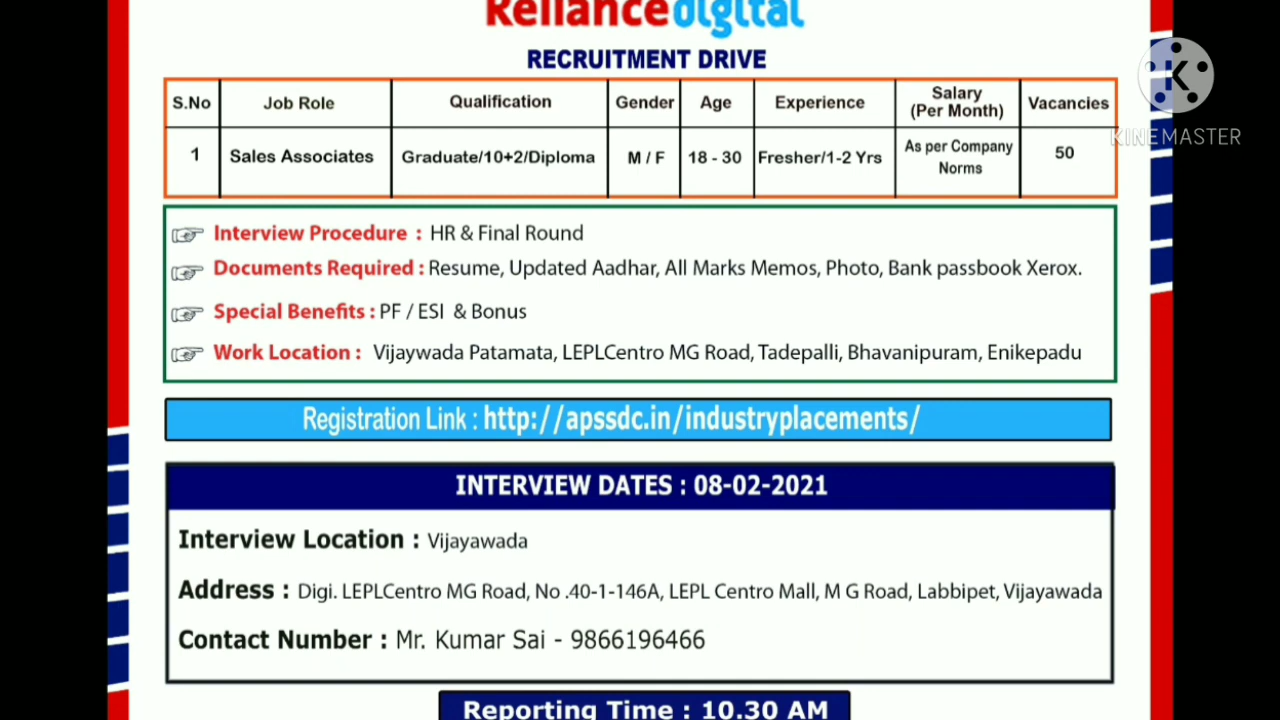 Reliancedigital
RECRUITMENT DRIVE
S.No Job Role Qualification Gender Age Experience Salary (Per Month) Vacancies
1 Sales Associates Graduate/10+2/Diploma M / F 18 - 30 Fresher/1-2 Yrs As per Company Norms 50
KINEMASTER
Interview Procedure : HR & Final Round
Documents Required : Resume, Updated Aadhar, All Marks Memos, Photo, Bank passbook Xerox.
Special Benefits : PF / ESI & Bonus
Work Location : Vijaywada Patamata, LEPLCentro MG Road, Tadepalli, Bhavanipuram, Enikepadu
Registration Link : http://apssdc.in/industryplacements/
INTERVIEW DATES : 08-02-2021
Interview Location : Vijayawada
Address : Digi. LEPLCentro MG Road, No .40-1-146A, LEPL Centro Mall, M G Road, Labbipet, Vijayawada
Contact Number : Mr. Kumar Sai - 9866196466
Reporting Time : 10.30 AM